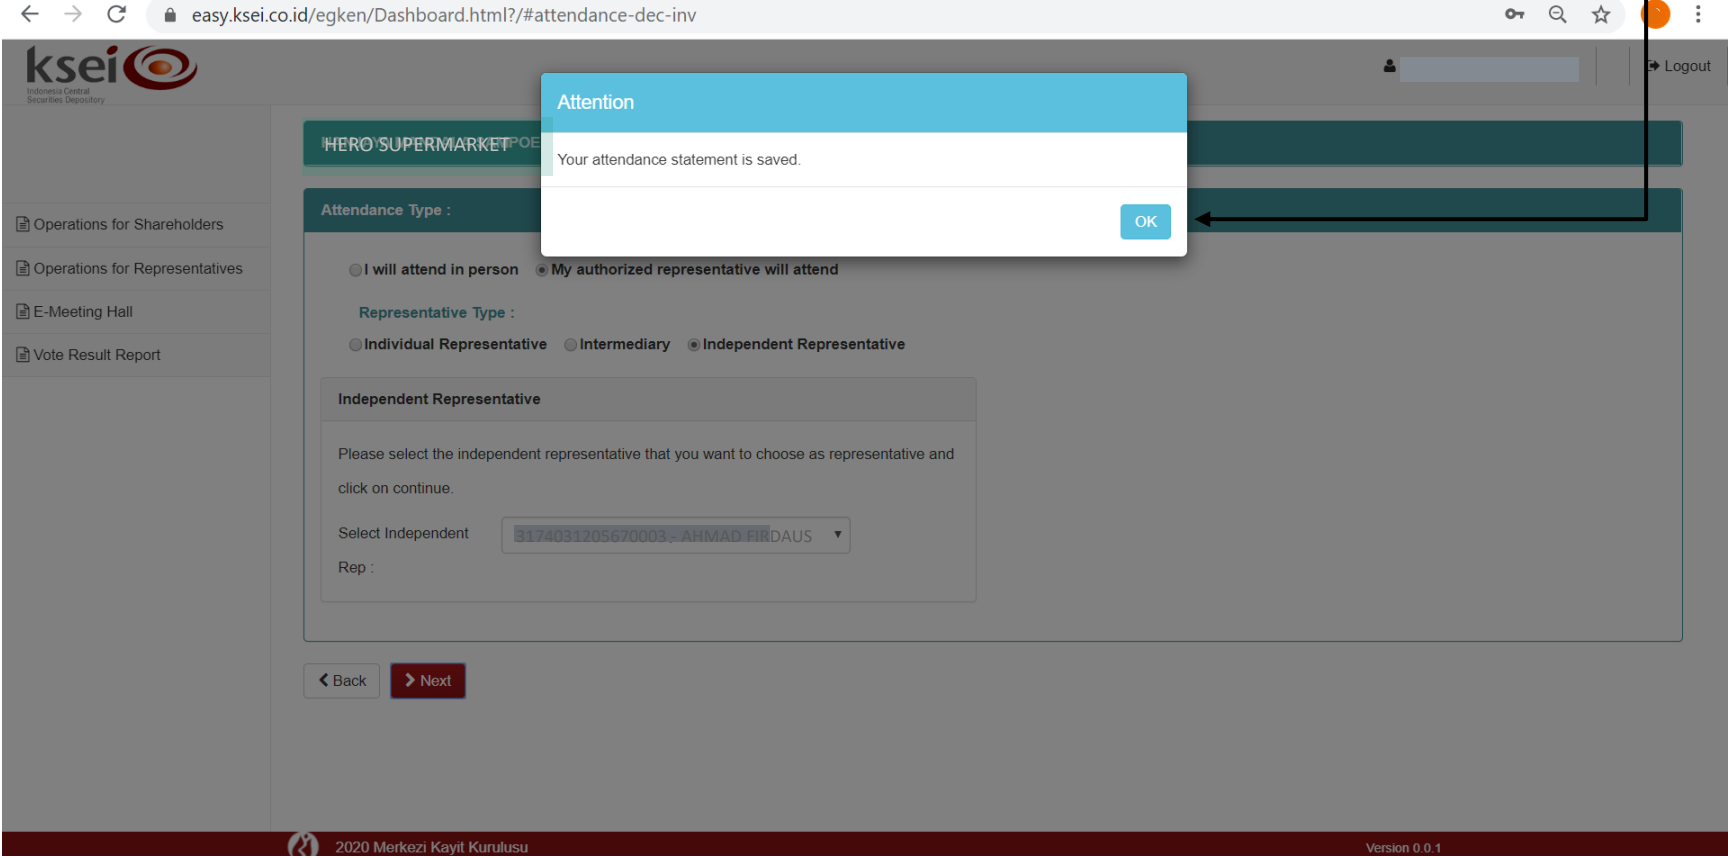 easy.ksei.co.id/egken/Dashboard.html?/#attendance-dec-inv
ksei
Indonesia Central
Securities Depository
Logout
Attention
HERO SUPERMARKET
Your attendance statement is saved.
OK
Attendance Type :
Operations for Shareholders
Operations for Representatives
E-Meeting Hall
Vote Result Report
I will attend in person My authorized representative will attend
Representative Type :
Individual Representative Intermediary Independent Representative
Independent Representative
Please select the independent representative that you want to choose as representative and
click on continue.
Select Independent
Rep :
3174031205670003 - AHMAD FIRDAUS
Back
Next
2020 Merkezi Kayit Kurulusu
Version 0.0.1